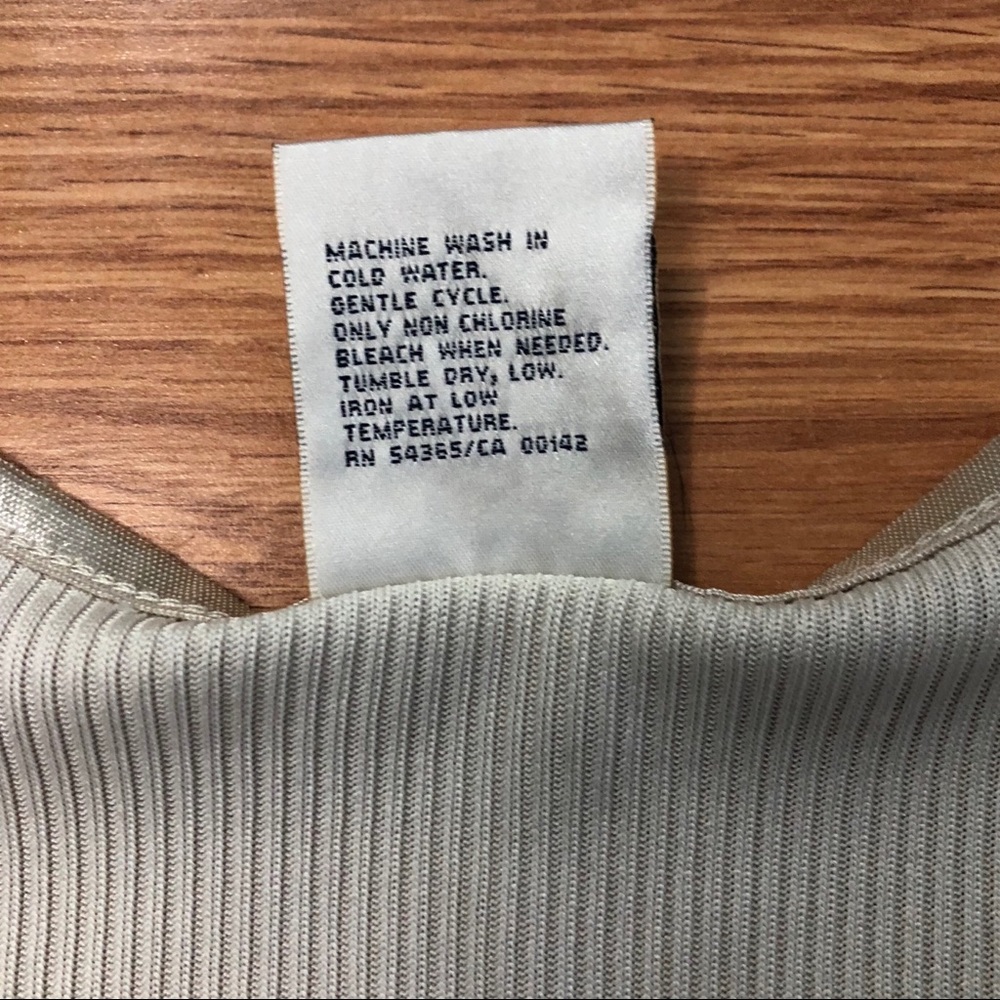 MACHINE WASH IN
COLD WATER.
GENTLE CYCLE.
ONLY NON CHLORINE
BLEACH WHEN NEEDED.
TUMBLE DRY, LOW.
IRON AT LOW
TEMPERATURE.
RN 54365/CA 00142